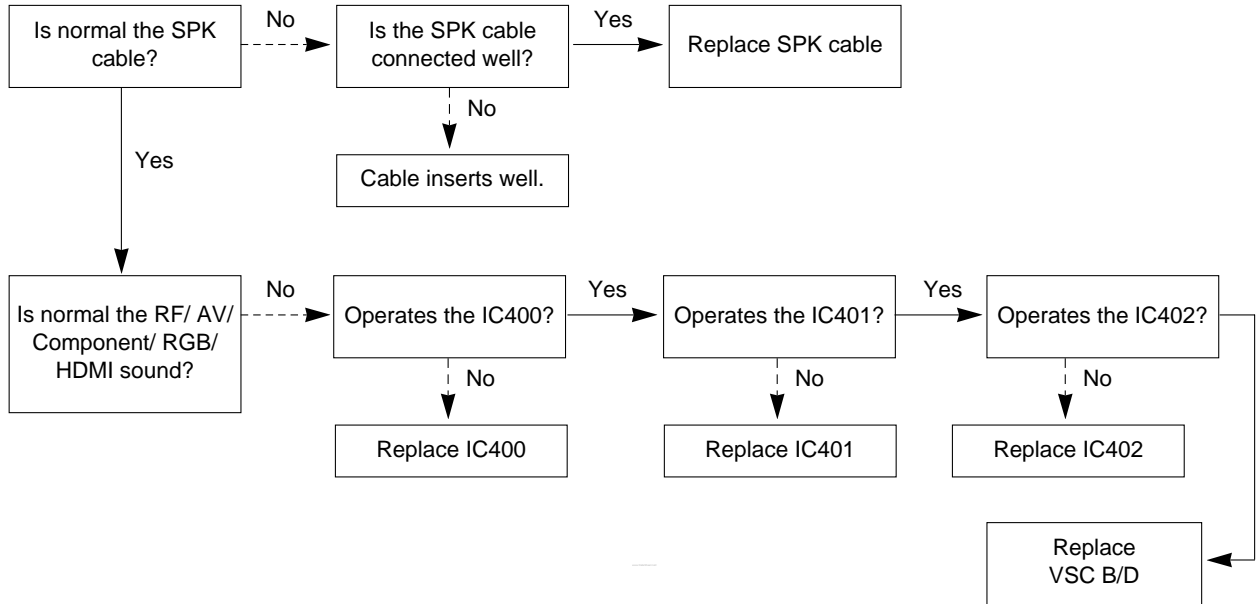 Is normal the SPK
cable?
No
Is the SPK cable
connected well?
Yes
Replace SPK cable
No
Cable inserts well.
Yes
Is normal the RF/ AV/
Component/ RGB/
HDMI sound?
No
Operates the IC400?
Yes
Operates the IC401?
Yes
Operates the IC402?
No
No
No
Replace IC400
Replace IC401
Replace IC402
Replace
VSC B/D